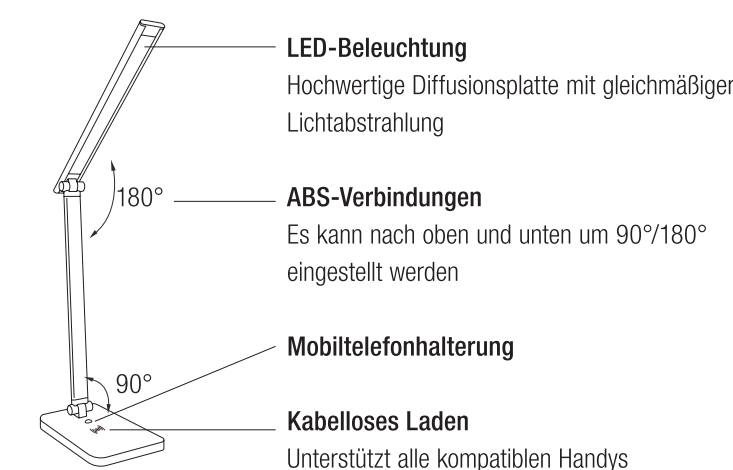 LED-Beleuchtung
Hochwertige Diffusionsplatte mit gleichmäßiger
Lichtabstrahlung
180°
ABS-Verbindungen
Es kann nach oben und unten um 90°/180°
eingestellt werden
Mobiltelefonhalterung
90°
Kabelloses Laden
Unterstützt alle kompatiblen Handys